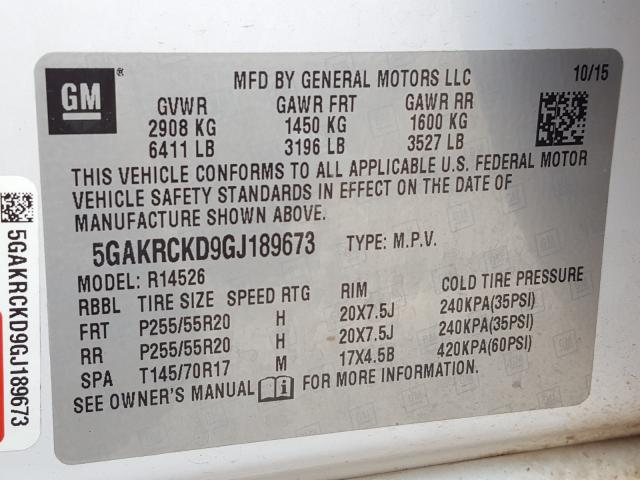 GM
MFD BY GENERAL MOTORS LLC 10/15
GVWR GAWR FRT GAWR RR
2908 KG 1450 KG 1600 KG
6411 LB 3196 LB 3527 LB
THIS VEHICLE CONFORMS TO ALL APPLICABLE U.S. FEDERAL MOTOR
VEHICLE SAFETY STANDARDS IN EFFECT ON THE DATE OF
MANUFACTURE SHOWN ABOVE.
5GAKRCKD9GJ189673 TYPE: M.P.V.
MODEL: R14526
RBBL TIRE SIZE SPEED RTG RIM COLD TIRE PRESSURE
FRT P255/55R20 H 20X7.5J 240KPA(35PSI)
RR P255/55R20 H 20X7.5J 240KPA(35PSI)
SPA T145/70R17 M 17X4.5B 420KPA(60PSI)
SEE OWNER'S MANUAL i FOR MORE INFORMATION.
5GAKRCKD9GJ189673